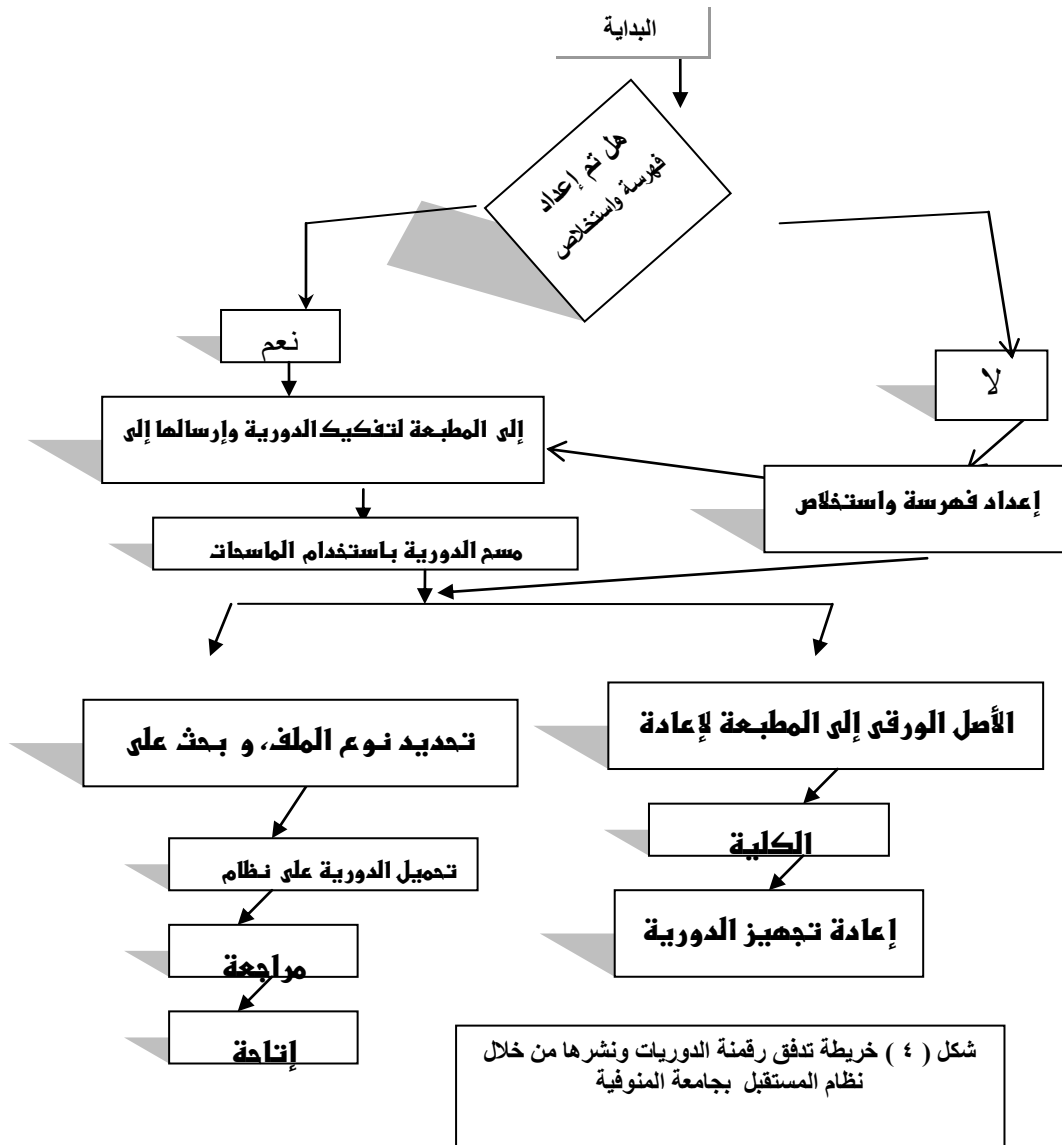 البداية
هل تم إعداد
فهرسة واستخلاص
نعم
لا
إلى المطبعة لتفكيك الدورية وإرسالها إلى
إعداد فهرسة واستخلاص
مسح الدورية باستخدام الماسحات
الأصل الورقى إلى المطبعة لإعادة
تحديد نوع الملف، و بحث على
الكلية
تحميل الدورية على نظام
إعادة تجهيز الدورية
مراجعة
إتاحة
شكل ( ٤ ) خريطة تدفق رقمنة الدوريات ونشرها من خلال
نظام المستقبل بجامعة المنوفية